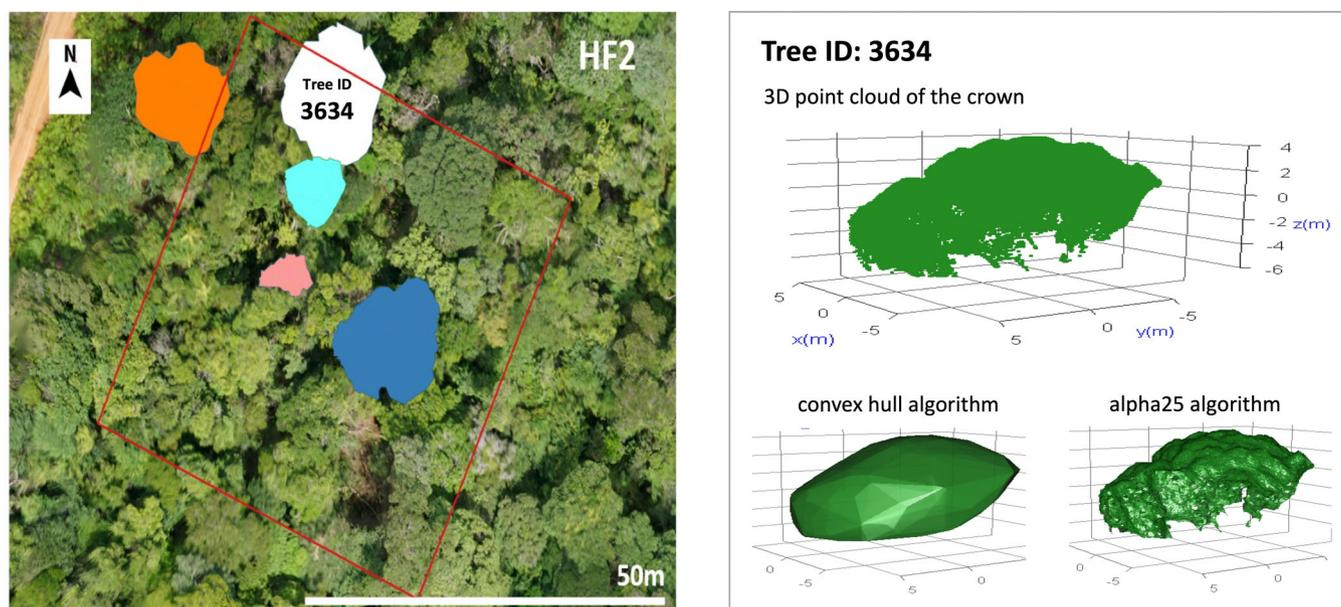 N
HF2
Tree ID
3634
50m
Tree ID: 3634
3D point cloud of the crown
4
2
0
-2
-4
-6
z(m)
5
0
-5
x(m)
5
0
-5
y(m)
convex hull algorithm
alpha25 algorithm
0
-5
5
0
0
-5
5
0